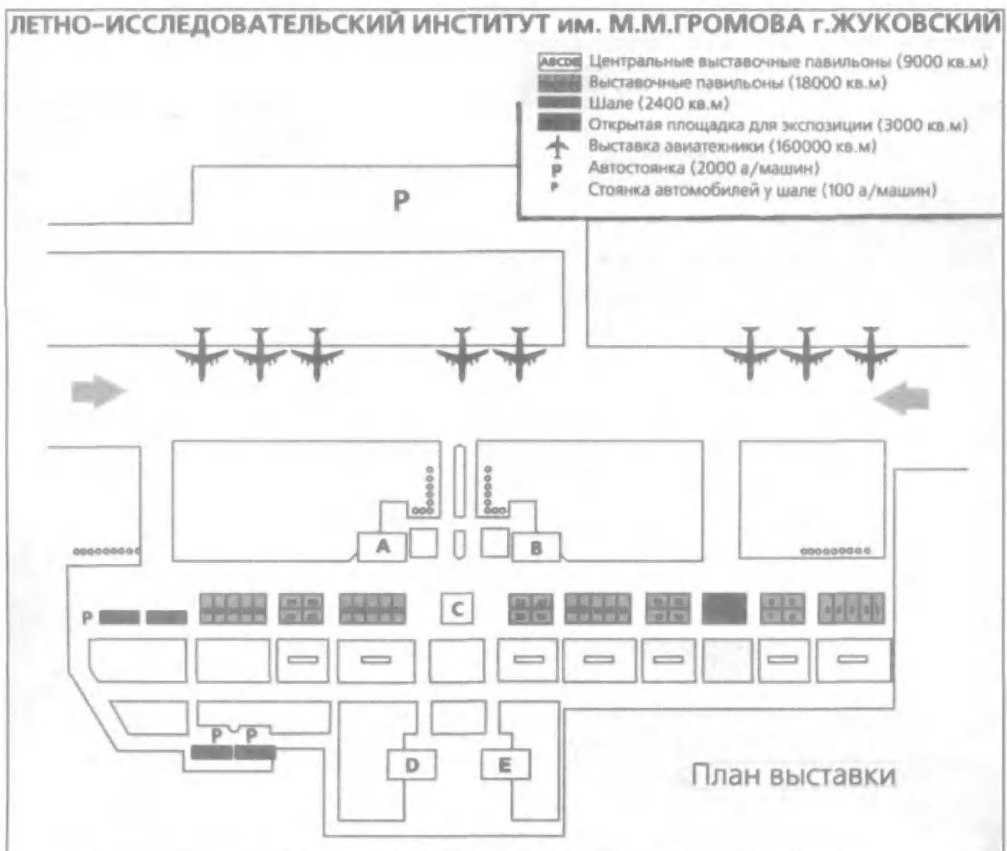 ЛЕТНО-ИССЛЕДОВАТЕЛЬСКИЙ ИНСТИТУТ им. М.М.ГРОМОВА г.ЖУКОВСКИЙ
ABCDE Центральные выставочные павильоны (9000 кв.м)
Выставочные павильоны (18000 кв.м)
Шале (2400 кв.м)
Открытая площадка для экспозиции (3000 кв.м)
Выставка авиатехники (160000 кв.м)
P Автостоянка (2000 а/машин)
P Стоянка автомобилей у шале (100 а/машин)
P
A B
P C
P P
D E
План выставки